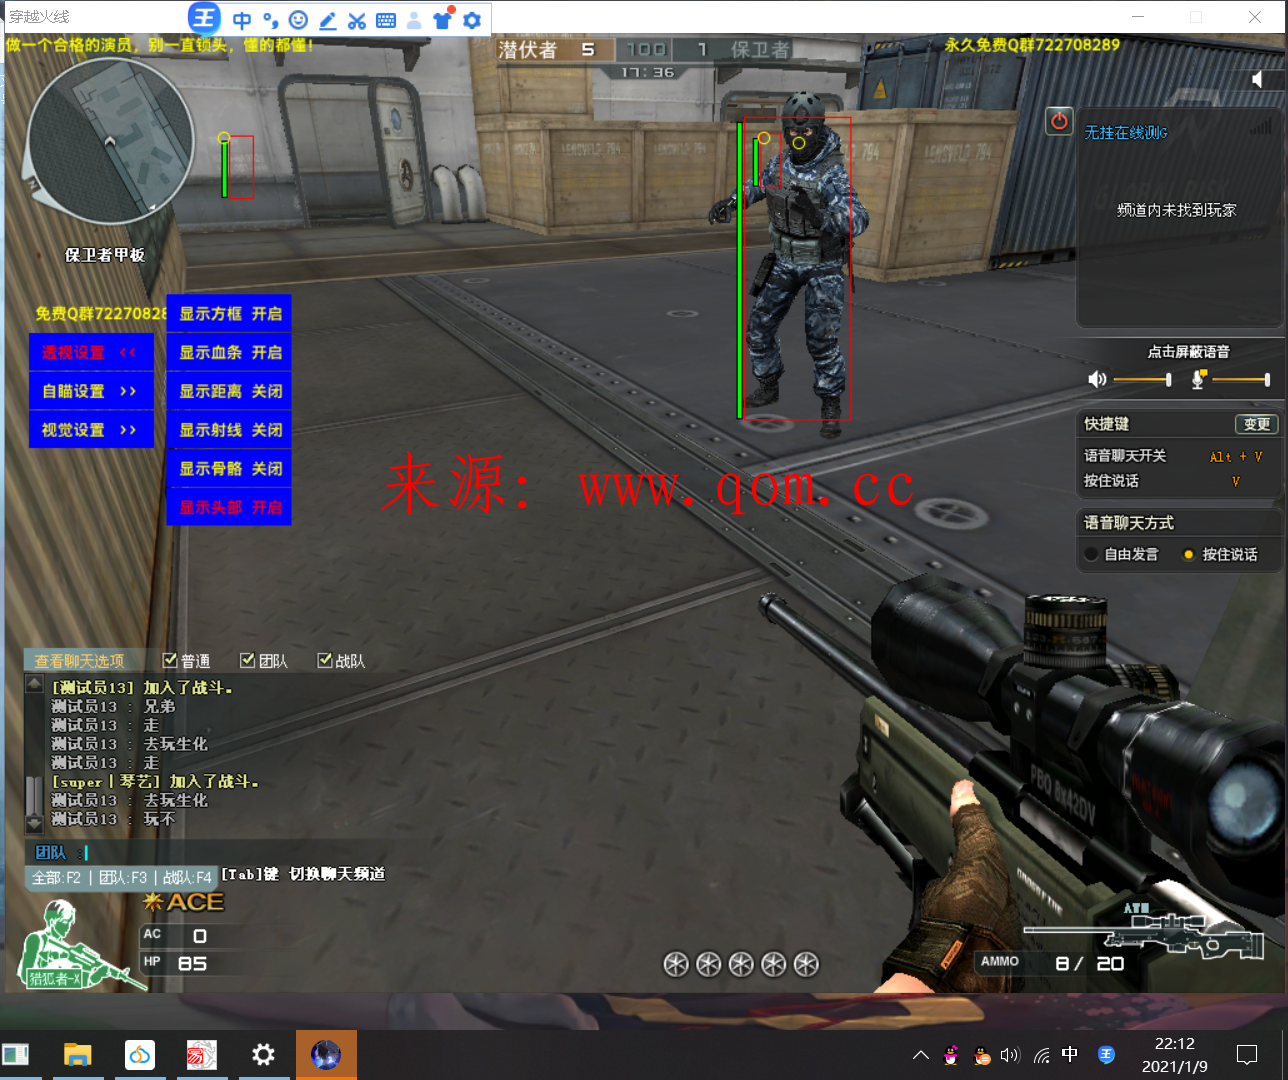 穿越火线
王 中
做一个合格的演员，别一直锁头，懂的都懂！
潜伏者 5 100 1 保卫者
17:36
永久免费Q群722708289
无挂在线测G
频道内未找到玩家
LENGVELD 794
N
保卫者甲板
免费Q群72270828
透视设置 <<
自瞄设置 >>
视觉设置 >>
显示方框 开启
显示血条 开启
显示距离 关闭
显示射线 关闭
显示骨骼 关闭
显示头部 开启
点击屏蔽语音
快捷键 变更
语音聊天开关 Alt + V
按住说话 V
语音聊天方式
自由发言 按住说话
来源：www.qom.cc
查看聊天选项 普通 团队 战队
[测试员13] 加入了战斗。
测试员13 : 兄弟
测试员13 : 走
测试员13 : 去玩生化
测试员13 : 走
[super丨琴艺] 加入了战斗。
测试员13 : 去玩生化
测试员13 : 玩不
团队 :
全部:F2 | 团队:F3 | 战队:F4 [Tab]键 切换聊天频道
ACE
AC 0
HP 85
猎狐者-X
PBQ 8x42DV
AWM
AMMO 8 / 20
易
中 王
22:12
2021/1/9